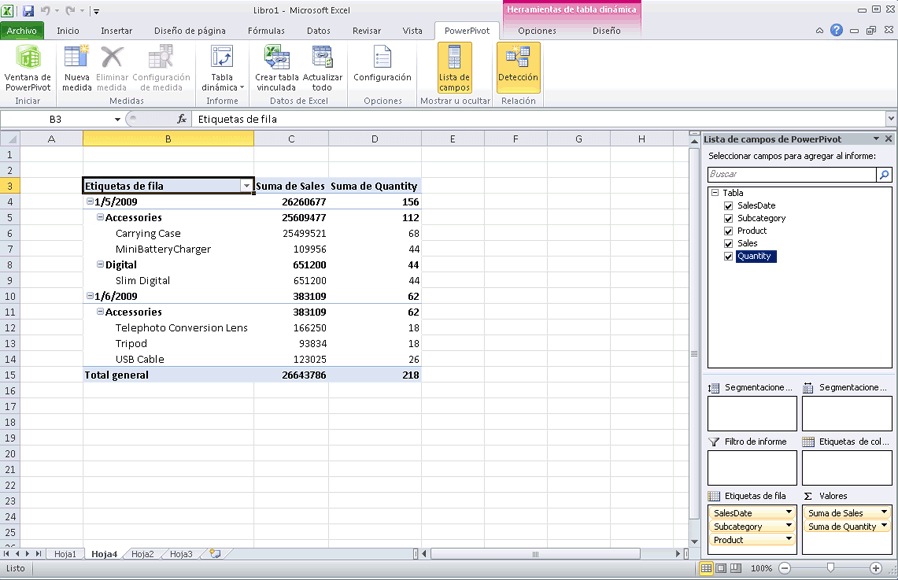 Libro1 - Microsoft Excel
Herramientas de tabla dinámica
Archivo Inicio Insertar Diseño de página Fórmulas Datos Revisar Vista PowerPivot Opciones Diseño
Ventana de PowerPivot
Nueva medida
Eliminar medida
Configuración de medida
Tabla dinámica
Crear tabla vinculada
Actualizar todo
Configuración
Lista de campos
Detección
Iniciar Medidas Informe Datos de Excel Opciones Mostrar u ocultar Relación
B3 fx Etiquetas de fila
A B C D E F G H
1
2
3 Etiquetas de fila Suma de Sales Suma de Quantity
4 1/5/2009 26260677 156
5 Accessories 25609477 112
6 Carrying Case 25499521 68
7 MiniBatteryCharger 109956 44
8 Digital 651200 44
9 Slim Digital 651200 44
10 1/6/2009 383109 62
11 Accessories 383109 62
12 Telephoto Conversion Lens 166250 18
13 Tripod 93834 18
14 USB Cable 123025 26
15 Total general 26643786 218
16
17
18
19
20
21
22
23
24
25
26
Lista de campos de PowerPivot
Seleccionar campos para agregar al informe:
Buscar
Tabla
SalesDate
Subcategory
Product
Sales
Quantity
Segmentacione... Segmentacione...
Filtro de informe Etiquetas de col...
Etiquetas de fila Σ Valores
SalesDate Suma de Sales
Subcategory Suma de Quantity
Product
Hoja1 Hoja4 Hoja2 Hoja3
Listo 100%